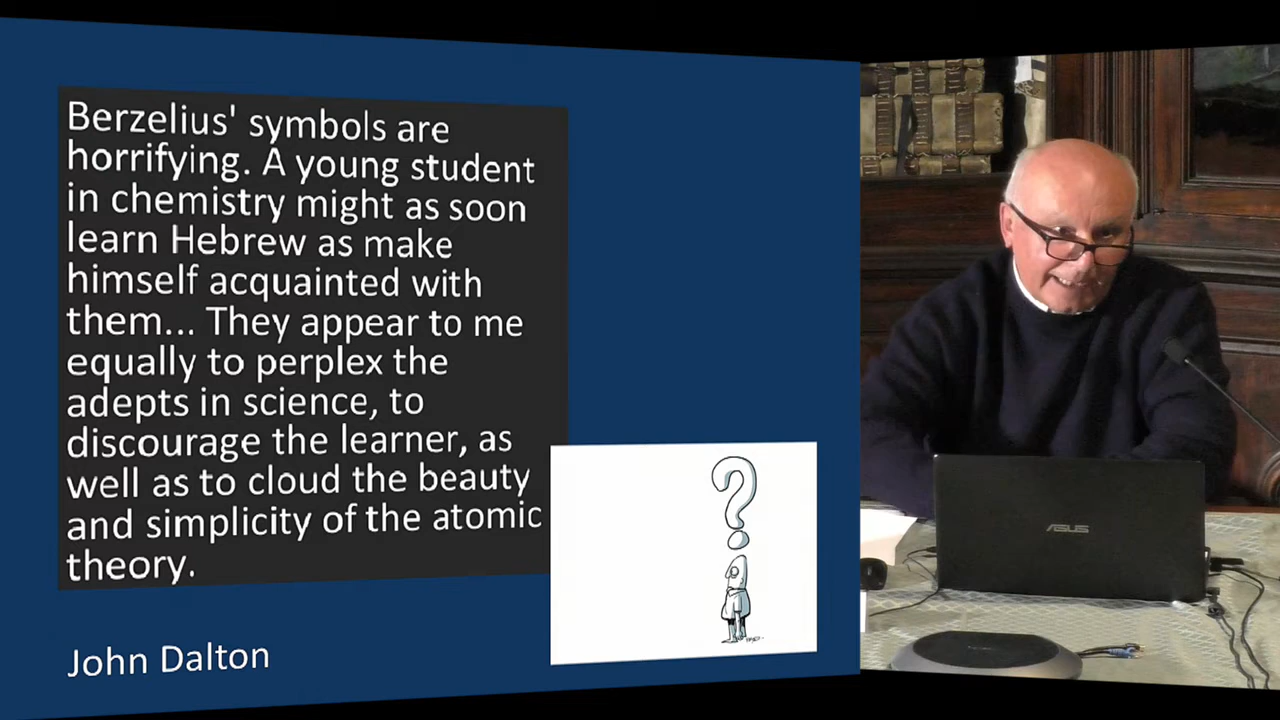 Berzelius' symbols are
horrifying. A young student
in chemistry might as soon
learn Hebrew as make
himself acquainted with
them... They appear to me
equally to perplex the
adepts in science, to
discourage the learner, as
well as to cloud the beauty
and simplicity of the atomic
theory.
John Dalton
ASUS